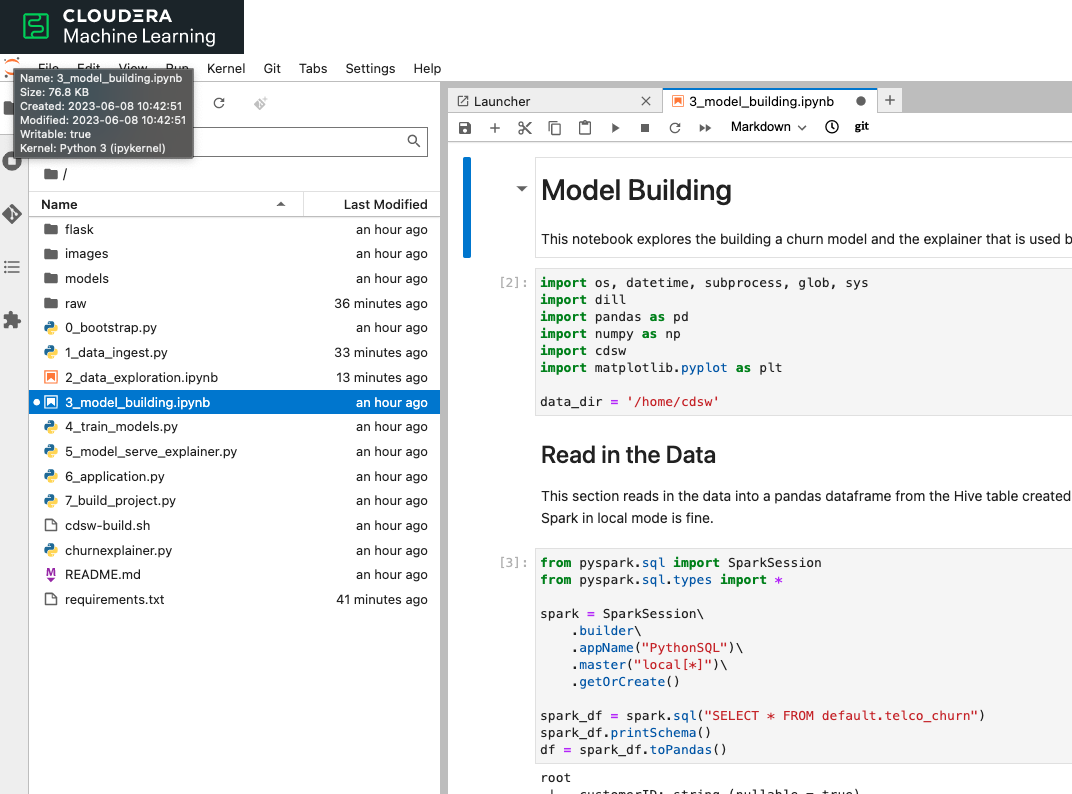 CLOUDERA
Machine Learning
File Edit View Run Kernel Git Tabs Settings Help
Name: 3_model_building.ipynb
Size: 76.8 KB
Created: 2023-06-08 10:42:51
Modified: 2023-06-08 10:42:51
Writable: true
Kernel: Python 3 (ipykernel)
/
Name Last Modified
flask an hour ago
images an hour ago
models an hour ago
raw 36 minutes ago
0_bootstrap.py an hour ago
1_data_ingest.py 33 minutes ago
2_data_exploration.ipynb 13 minutes ago
3_model_building.ipynb an hour ago
4_train_models.py an hour ago
5_model_serve_explainer.py an hour ago
6_application.py an hour ago
7_build_project.py an hour ago
cdsw-build.sh an hour ago
churnexplainer.py an hour ago
README.md an hour ago
requirements.txt 41 minutes ago
Launcher
3_model_building.ipynb
Markdown
git
Model Building
This notebook explores the building a churn model and the explainer that is used b
[2]:
import os, datetime, subprocess, glob, sys
import dill
import pandas as pd
import numpy as np
import cdsw
import matplotlib.pyplot as plt
data_dir = '/home/cdsw'
Read in the Data
This section reads in the data into a pandas dataframe from the Hive table created
Spark in local mode is fine.
[3]:
from pyspark.sql import SparkSession
from pyspark.sql.types import *
spark = SparkSession\
    .builder\
    .appName("PythonSQL")\
    .master("local[*]")\
    .getOrCreate()
spark_df = spark.sql("SELECT * FROM default.telco_churn")
spark_df.printSchema()
df = spark_df.toPandas()
root
|-- customerID: string (nullable = true)